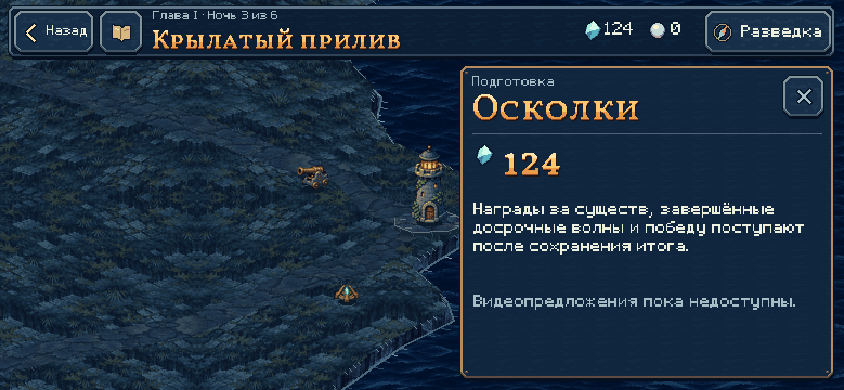 Назад
Глава I · Ночь 3 из 6
Крылатый прилив
124
0
Разведка
Подготовка
Осколки
124
Награды за существ, завершённые
досрочные волны и победу поступают
после сохранения итога.
Видеопредложения пока недоступны.